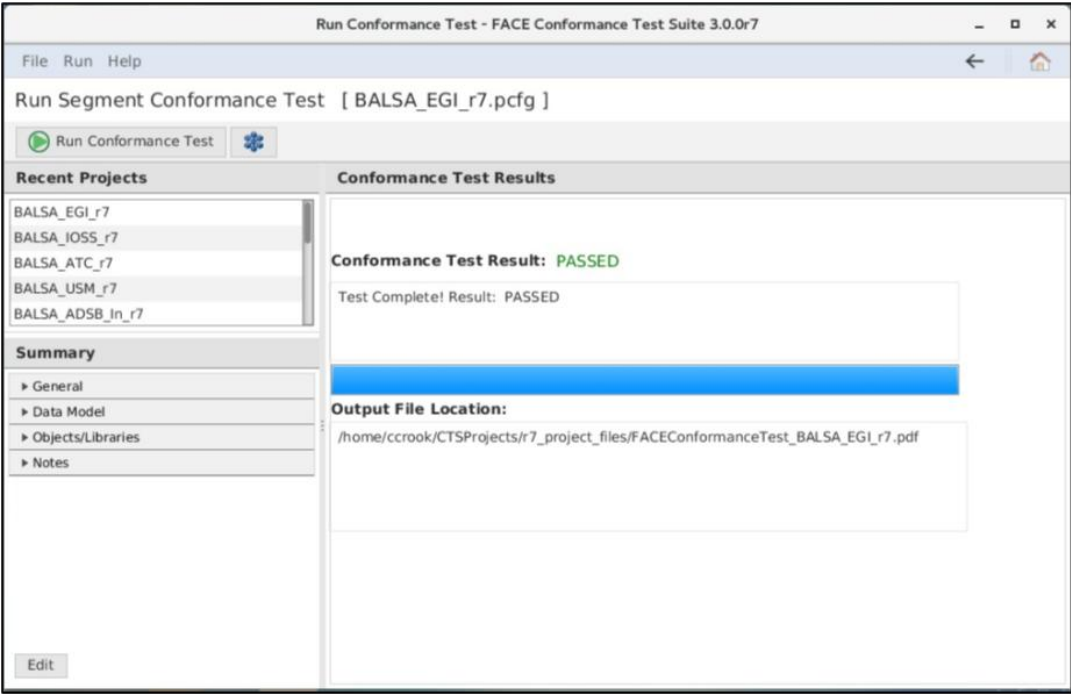 Run Conformance Test - FACE Conformance Test Suite 3.0.0r7
File Run Help
Run Segment Conformance Test [ BALSA_EGI_r7.pcfg ]
Run Conformance Test
Recent Projects
BALSA_EGI_r7
BALSA_IOSS_r7
BALSA_ATC_r7
BALSA_USM_r7
BALSA_ADSB_In_r7
Summary
General
Data Model
Objects/Libraries
Notes
Edit
Conformance Test Results
Conformance Test Result: PASSED
Test Complete! Result: PASSED
Output File Location:
/home/ccrook/CTSProjects/r7_project_files/FACEConformanceTest_BALSA_EGI_r7.pdf